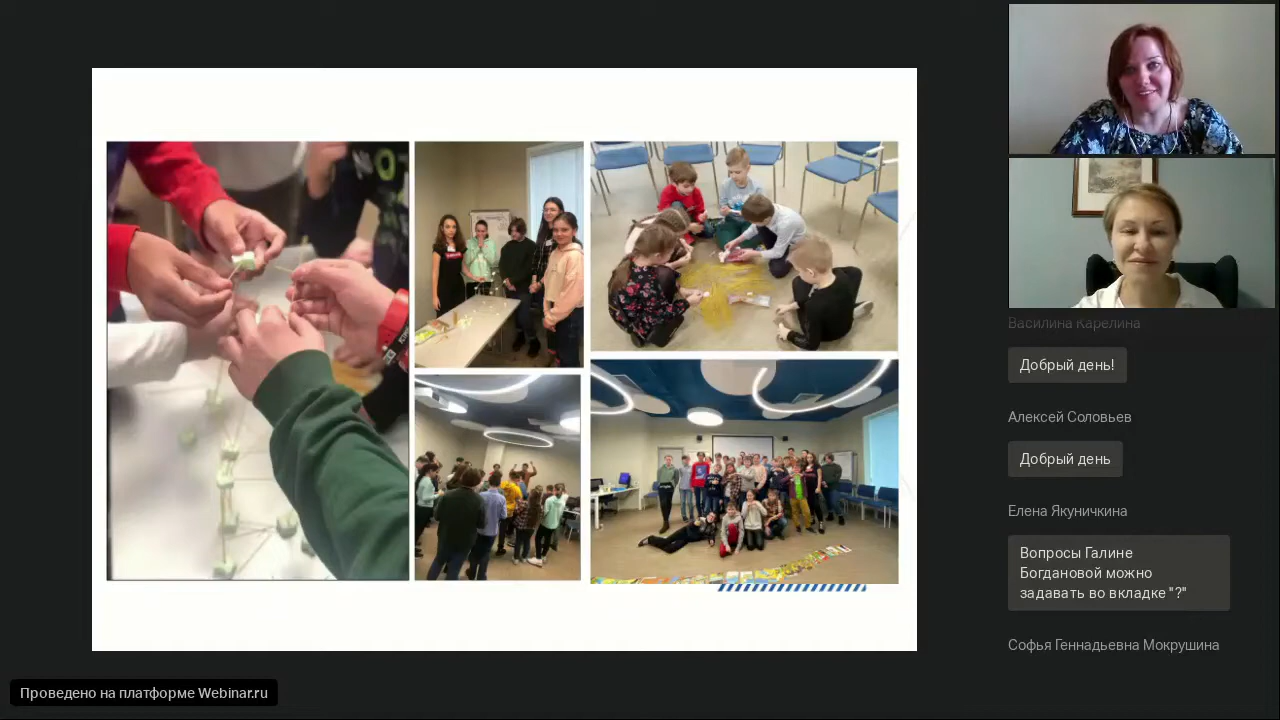 Василина Карелина
Добрый день!
Алексей Соловьев
Добрый день
Елена Якуничкина
Вопросы Галине
Богдановой можно
задавать во вкладке "?"
Софья Геннадьевна Мокрушина
Проведено на платформе Webinar.ru